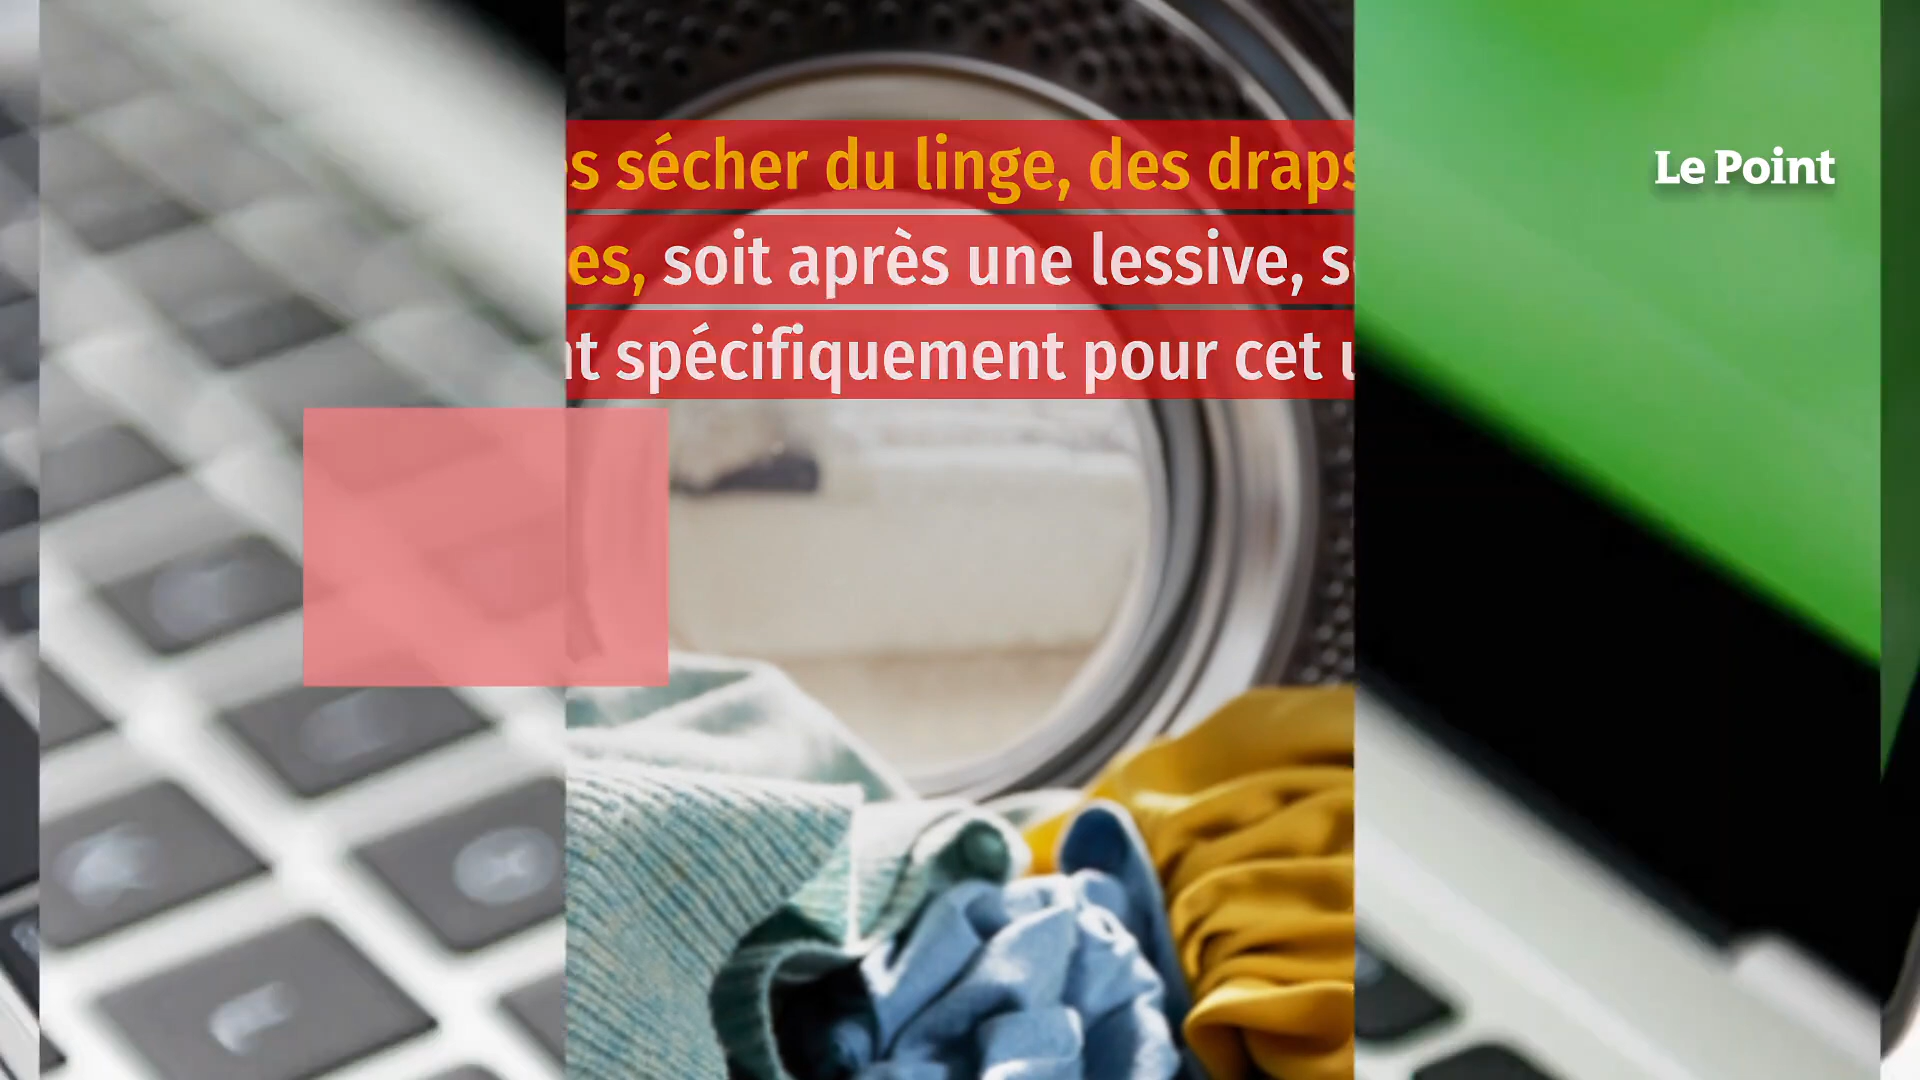 sécher du linge, des draps
es, soit après une lessive,
spécifiquement pour cet
Le Point